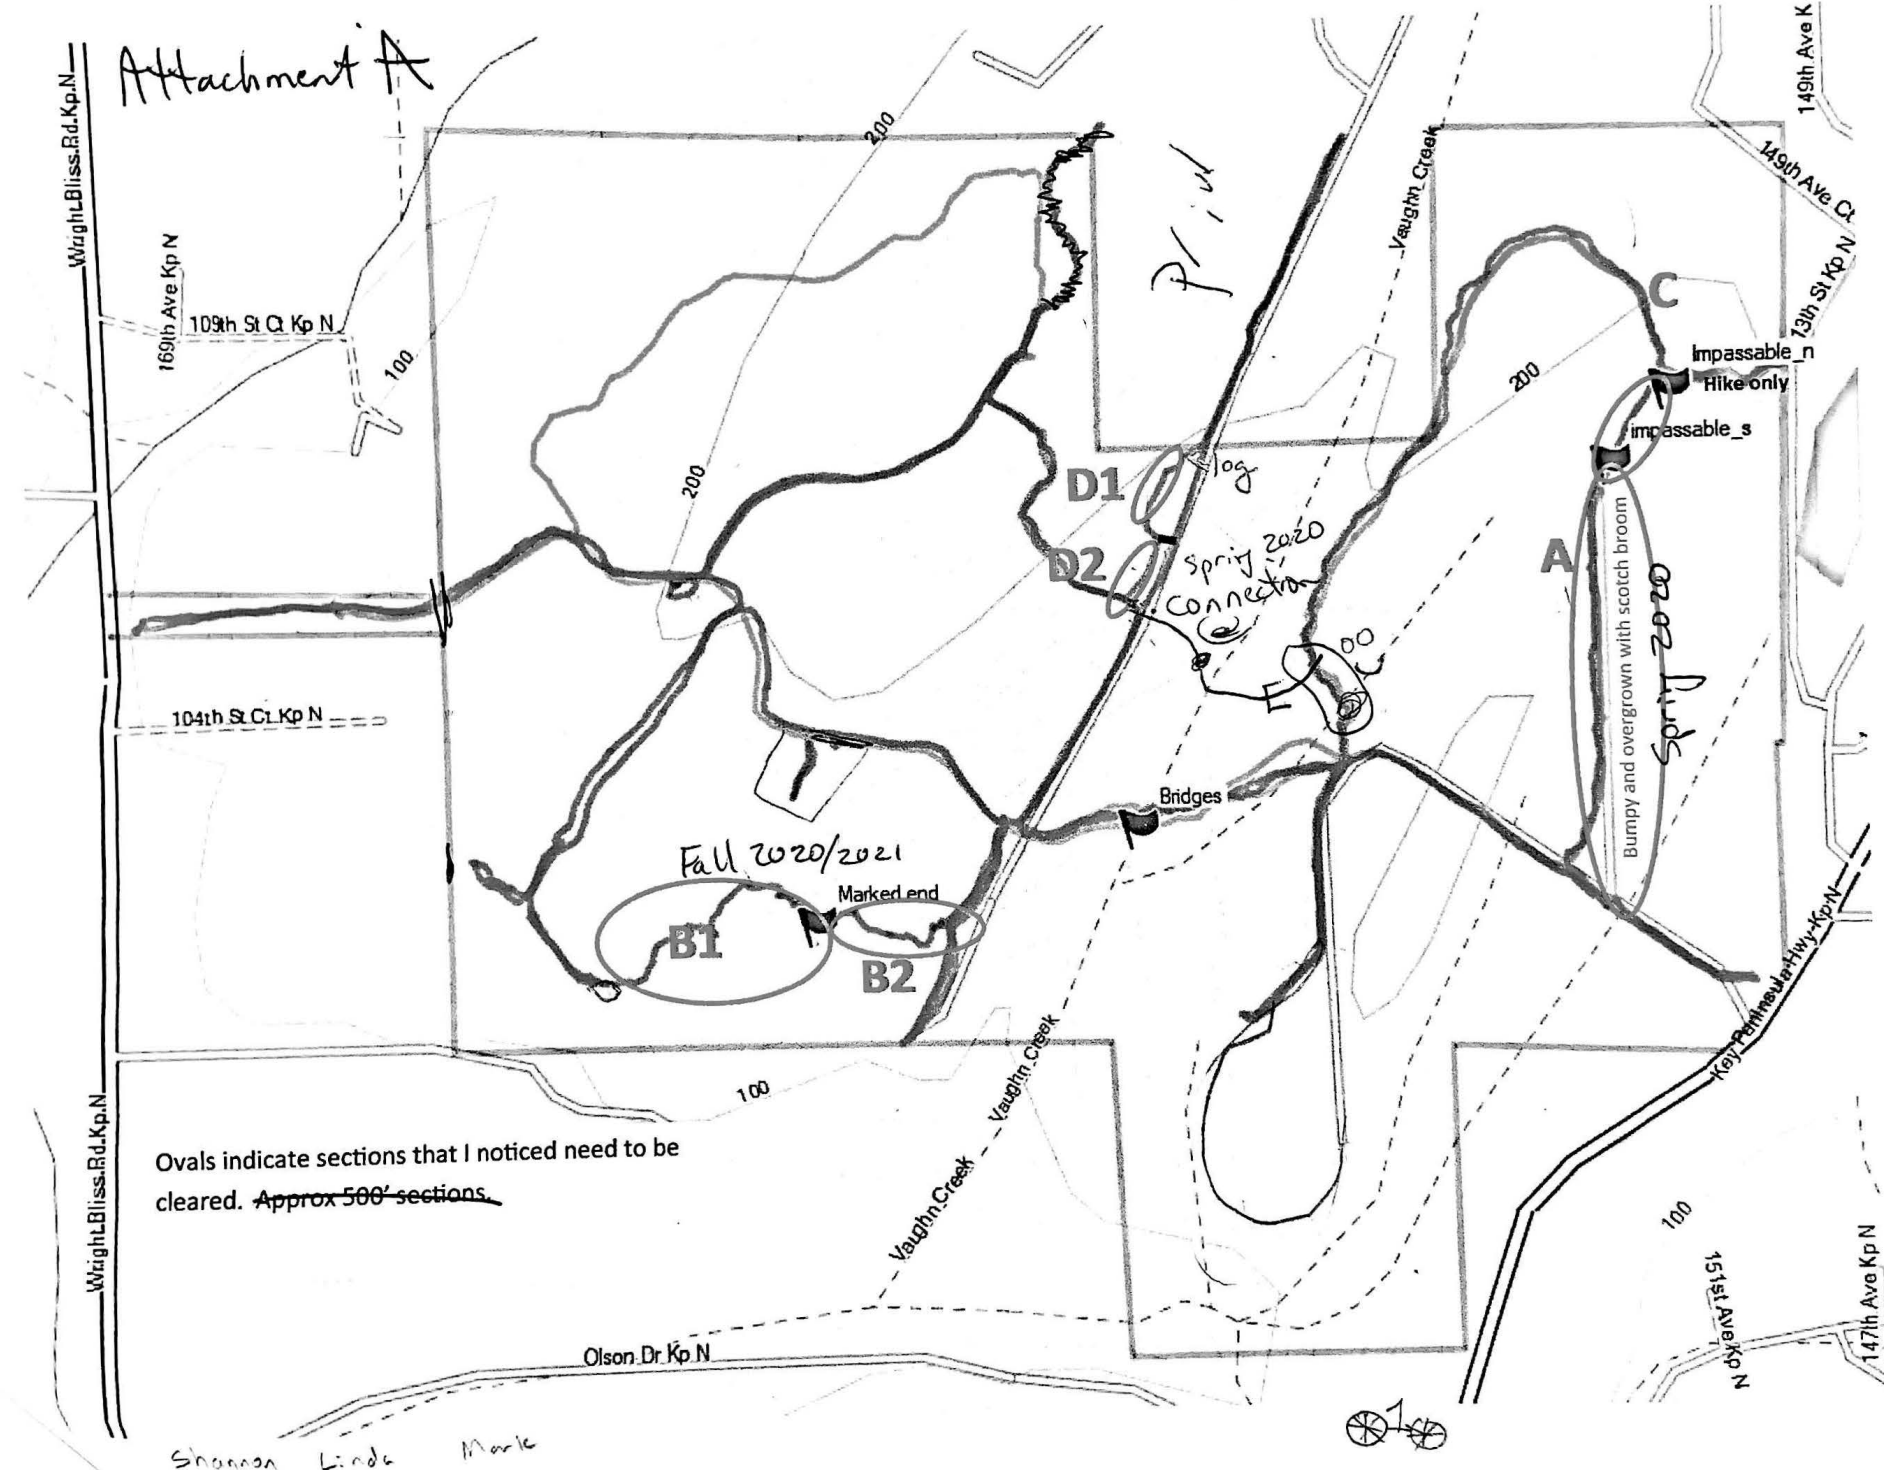 Attachment A
Wright.Bliss.Rd.Kp.N
200
Vaughn Creek
149th Ave K
149th Ave Ct
13th St Kp N
169th Ave Kp N
109th St Ct Kp N
100
Priv
C
Impassable_n
Hike only
impassable_s
200
200
D1
log
D2
Spring 2020
Connection
A
Bumpy and overgrown with scotch broom
Spring 2020
104th St Ct Kp N
Bridges
Fall 2020/2021
Marked end
B1
B2
Key Peninsula Hwy Kp N
Vaughn Creek
100
Wright.Bliss.Rd.Kp.N
Ovals indicate sections that I noticed need to be
cleared. Approx 500' sections.
Vaughn Creek
100
151st Ave Kp N
147th Ave Kp N
Olson Dr Kp N
Shannon Linda Mark